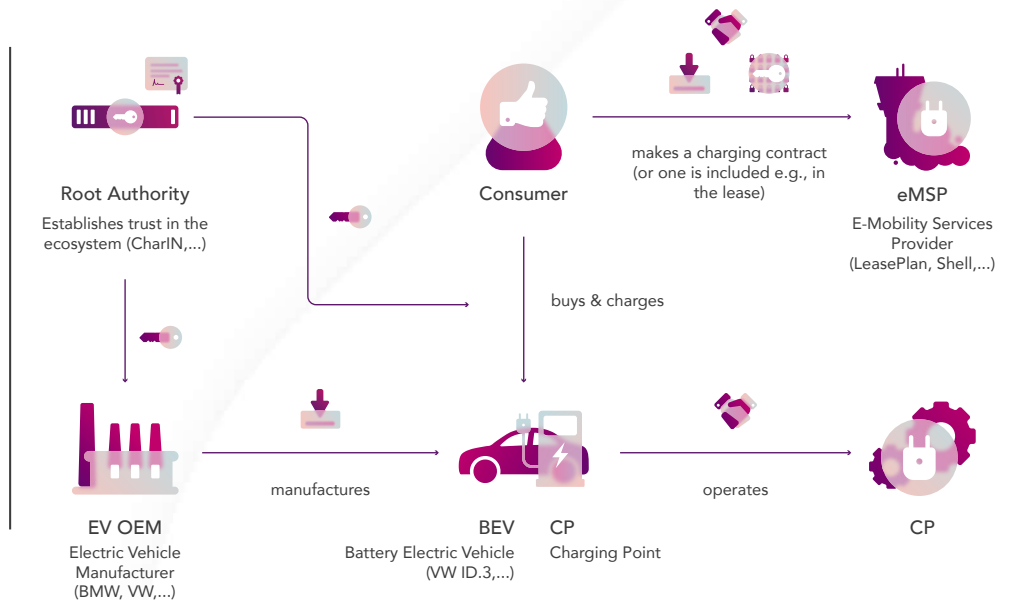 Root Authority
Establishes trust in the
ecosystem (CharIN,...)
Consumer
makes a charging contract
(or one is included e.g., in
the lease)
eMSP
E-Mobility Services
Provider
(LeasePlan, Shell,...)
buys & charges
manufactures
operates
EV OEM
Electric Vehicle
Manufacturer
(BMW, VW,...)
BEV
Battery Electric Vehicle
(VW ID.3,...)
CP
Charging Point
CP